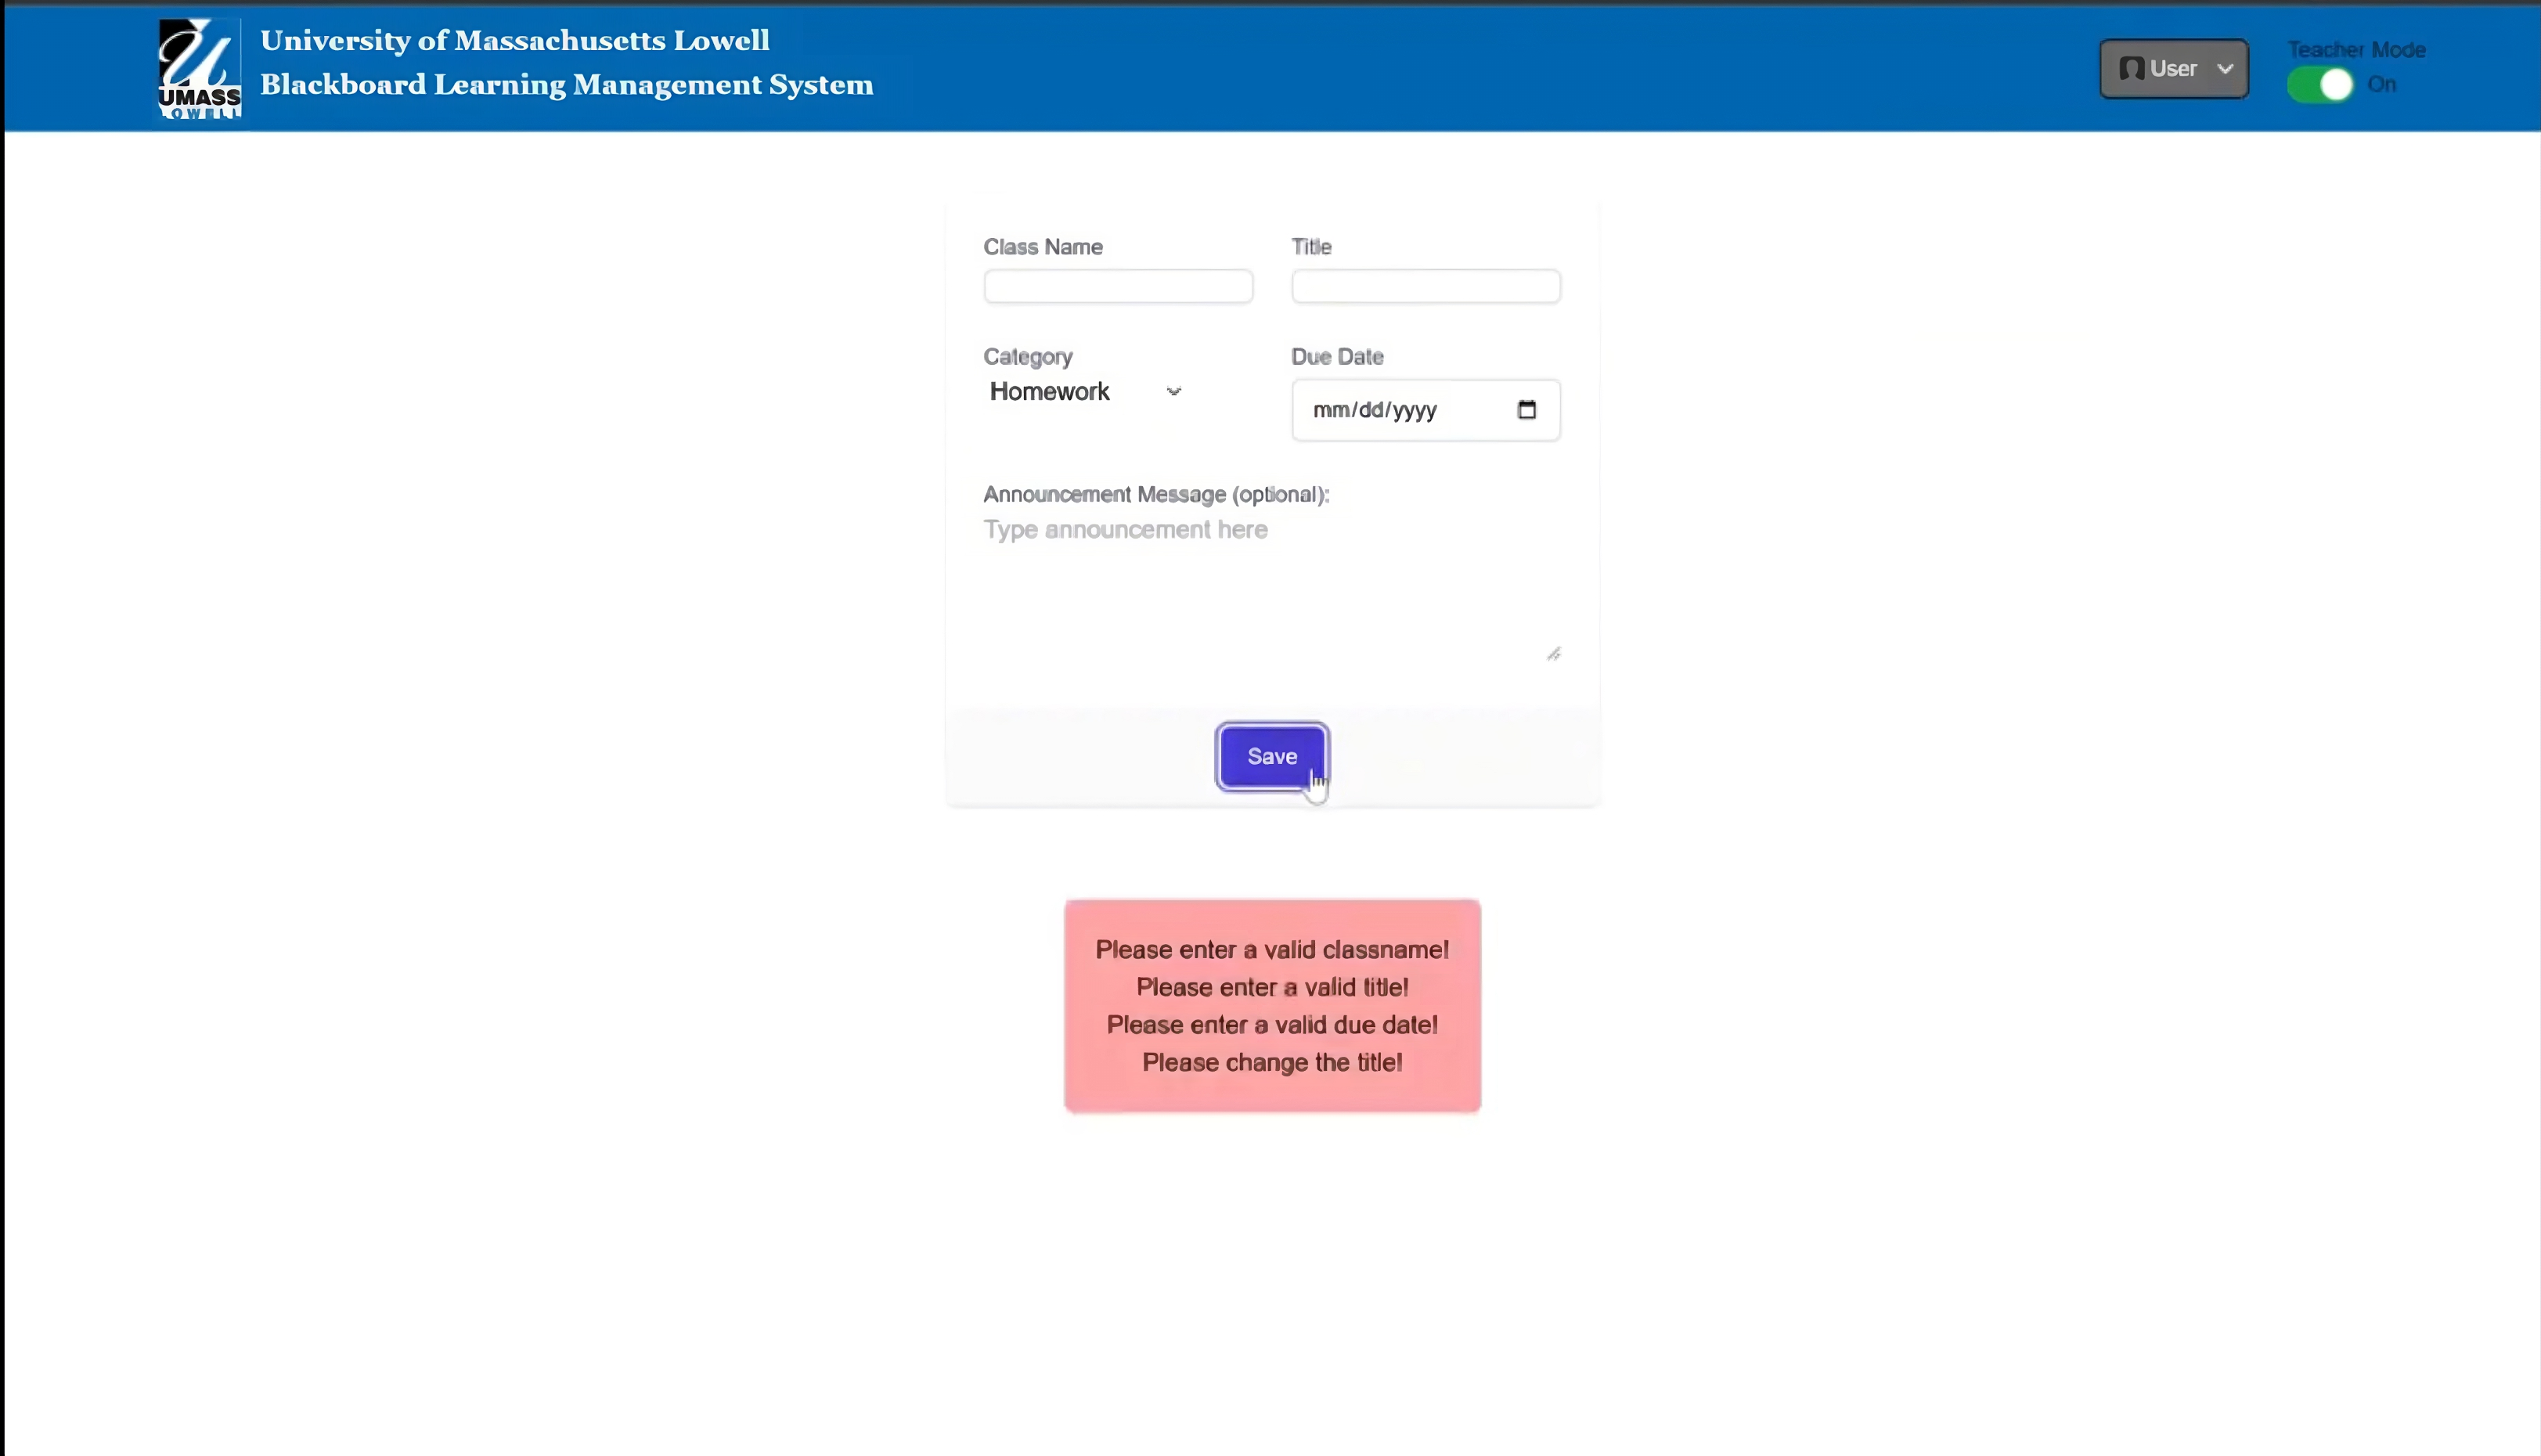 UMASS
LOWELL
University of Massachusetts Lowell
Blackboard Learning Management System
User
Teacher Mode
On
Class Name
Title
Category
Homework
Due Date
mm/dd/yyyy
Announcement Message (optional):
Type announcement here
Save
Please enter a valid classname!
Please enter a valid title!
Please enter a valid due date!
Please change the title!